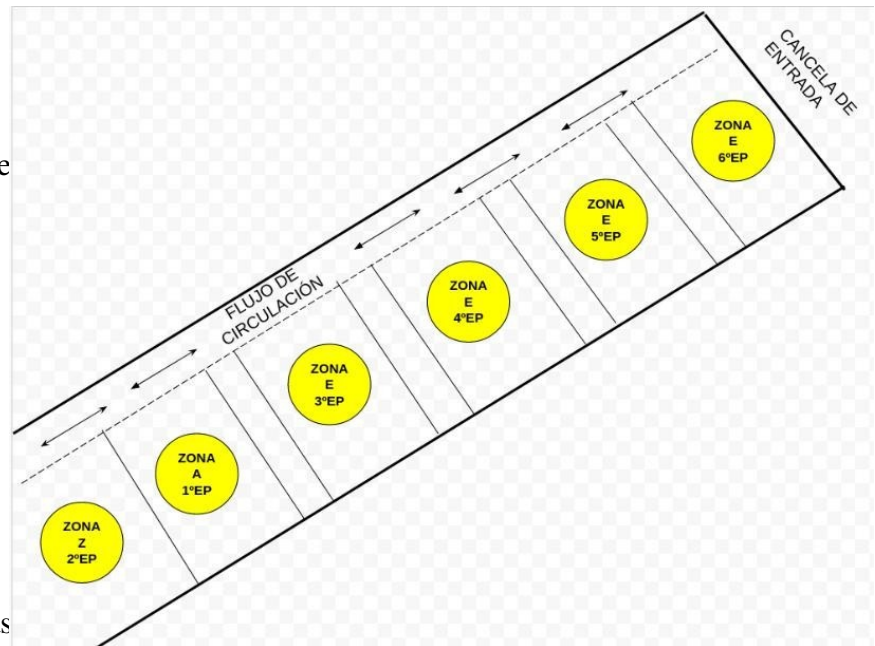 CANCELA DE
ENTRADA
ZONA
E
6ºEP
ZONA
E
5ºEP
ZONA
E
4ºEP
FLUJO DE
CIRCULACIÓN
ZONA
E
3ºEP
ZONA
A
1ºEP
ZONA
Z
2ºEP